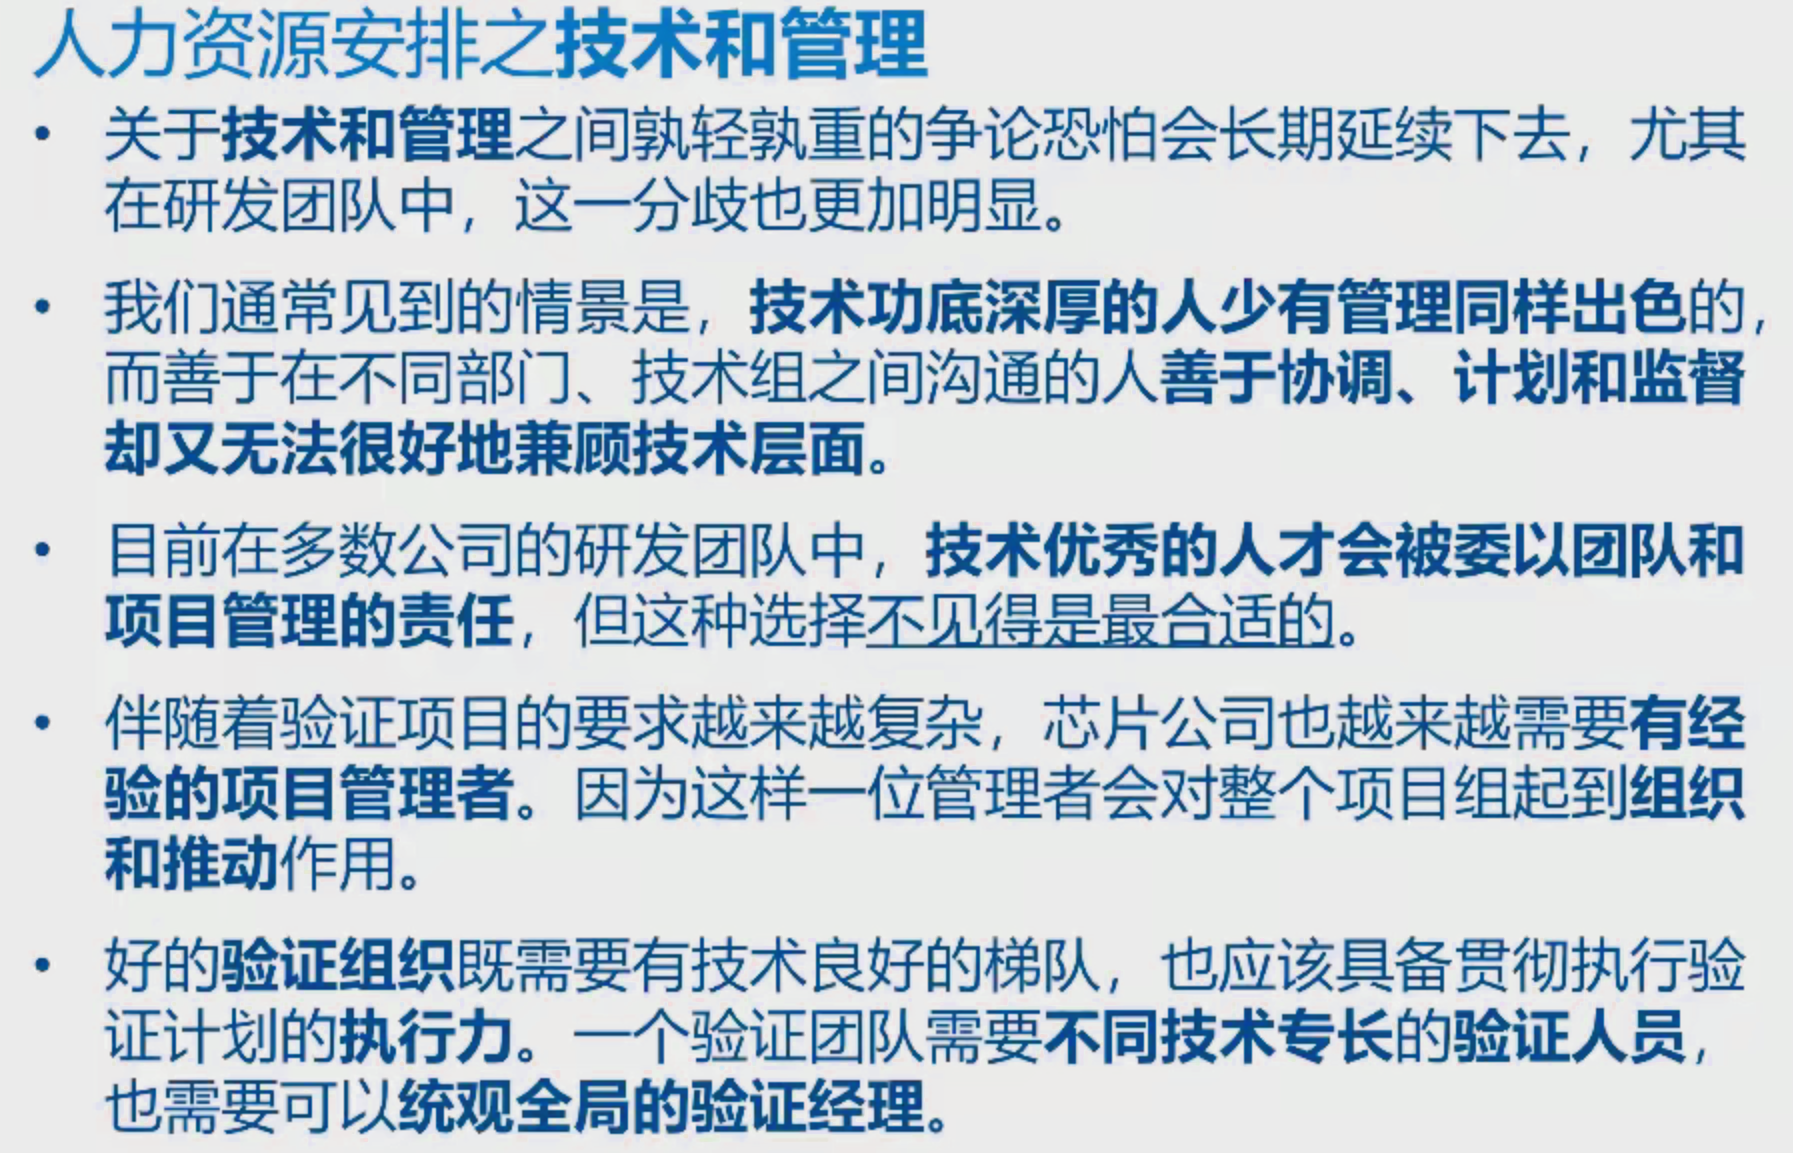 人力资源安排之技术和管理
• 关于技术和管理之间孰轻孰重的争论恐怕会长期延续下去，尤其
在研发团队中，这一分歧也更加明显。
• 我们通常见到的情景是，技术功底深厚的人少有管理同样出色的，
而善于在不同部门、技术组之间沟通的人善于协调、计划和监督
却又无法很好地兼顾技术层面。
• 目前在多数公司的研发团队中，技术优秀的人才会被委以团队和
项目管理的责任，但这种选择不见得是最合适的。
• 伴随着验证项目的要求越来越复杂，芯片公司也越来越需要有经
验的项目管理者。因为这样一位管理者会对整个项目组起到组织
和推动作用。
• 好的验证组织既需要有技术良好的梯队，也应该具备贯彻执行验
证计划的执行力。一个验证团队需要不同技术专长的验证人员，
也需要可以统观全局的验证经理。